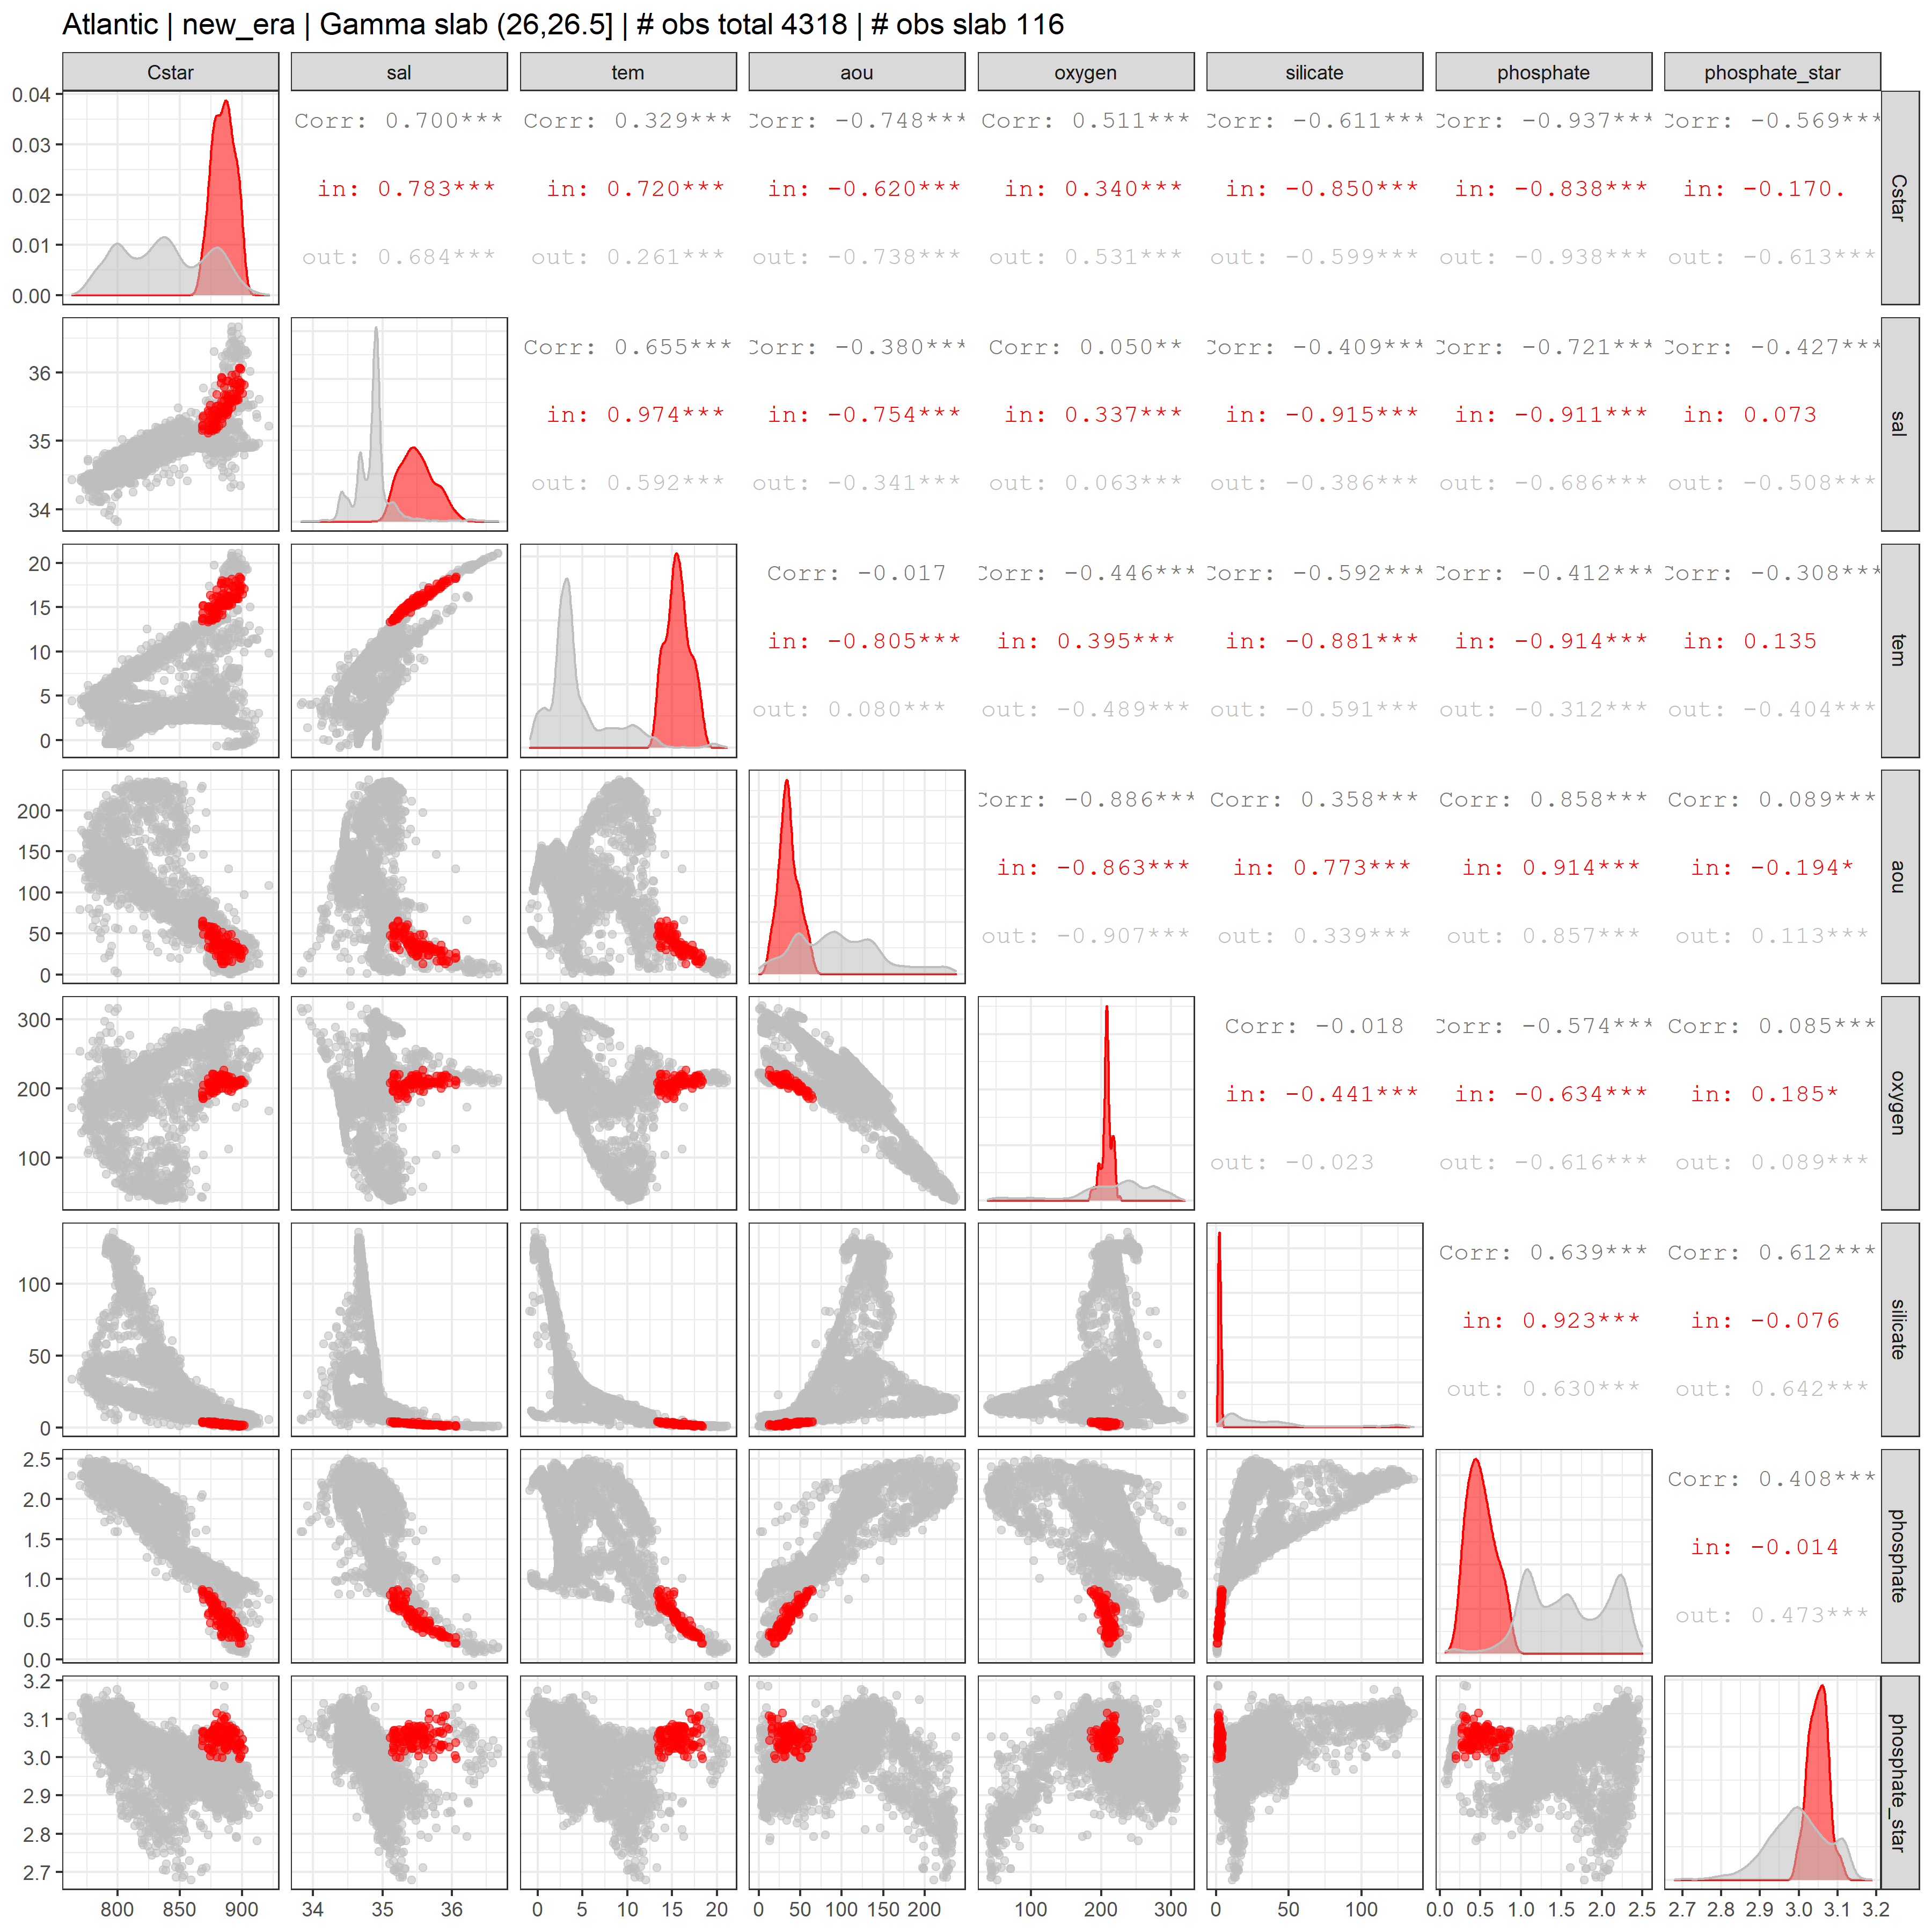 Atlantic | new_era | Gamma slab (26,26.5] | # obs total 4318 | # obs slab 116
Cstar sal tem aou oxygen silicate phosphate phosphate_star
0.04 Corr: 0.700*** Corr: 0.329*** Corr: -0.748*** Corr: 0.511*** Corr: -0.611*** Corr: -0.937*** Corr: -0.569***
0.03
0.02 in: 0.783*** in: 0.720*** in: -0.620*** in: 0.340*** in: -0.850*** in: -0.838*** in: -0.170. Cstar
0.01 out: 0.684*** out: 0.261*** out: -0.738*** out: 0.531*** out: -0.599*** out: -0.938*** out: -0.613***
0.00
36 Corr: 0.655*** Corr: -0.380*** Corr: 0.050** Corr: -0.409*** Corr: -0.721*** Corr: -0.427***
35 in: 0.974*** in: -0.754*** in: 0.337*** in: -0.915*** in: -0.911*** in: 0.073 sal
34 out: 0.592*** out: -0.341*** out: 0.063*** out: -0.386*** out: -0.686*** out: -0.508***
20 Corr: -0.017 Corr: -0.446*** Corr: -0.592*** Corr: -0.412*** Corr: -0.308***
15
10 in: -0.805*** in: 0.395*** in: -0.881*** in: -0.914*** in: 0.135 tem
5 out: 0.080*** out: -0.489*** out: -0.591*** out: -0.312*** out: -0.404***
0
200 Corr: -0.886*** Corr: 0.358*** Corr: 0.858*** Corr: 0.089***
150
100 in: -0.863*** in: 0.773*** in: 0.914*** in: -0.194* aou
50 out: -0.907*** out: 0.339*** out: 0.857*** out: 0.113***
0
300 Corr: -0.018 Corr: -0.574*** Corr: 0.085***
200 in: -0.441*** in: -0.634*** in: 0.185* oxygen
100 out: -0.023 out: -0.616*** out: 0.089***
100 Corr: 0.639*** Corr: 0.612***
50 in: 0.923*** in: -0.076 silicate
0 out: 0.630*** out: 0.642***
2.5 Corr: 0.408***
2.0
1.5 in: -0.014 phosphate
1.0
0.5 out: 0.473***
0.0
3.2
3.1
3.0 phosphate_star
2.9
2.8
2.7
800 850 900 34 35 36 0 5 10 15 20 0 50 100 150 200 100 200 300 0 50 100 0.0 0.5 1.0 1.5 2.0 2.5 2.7 2.8 2.9 3.0 3.1 3.2